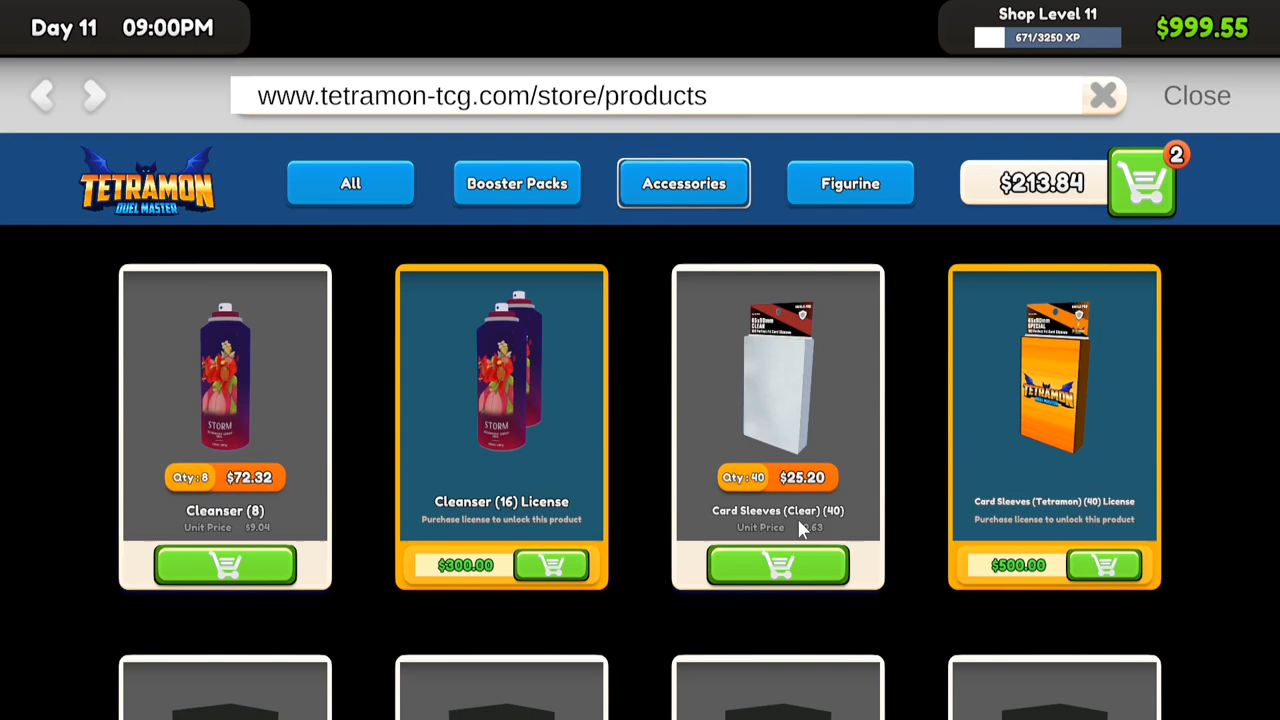 Day 11 09:00PM
Shop Level 11
671/3250 XP
$999.55
www.tetramon-tcg.com/store/products
Close
TETRAMON
DUEL MASTER
All
Booster Packs
Accessories
Figurine
$213.84
2
STORM
Qty : 8 $72.32
Cleanser (8)
Unit Price $9.04
STORM
Cleanser (16) License
Purchase license to unlock this product
$300.00
CLEAR
Qty : 40 $25.20
Card Sleeves (Clear) (40)
Unit Price
SPECIAL
TETRAMON
Card Sleeves (Tetramon) (40) License
Purchase license to unlock this product
$500.00